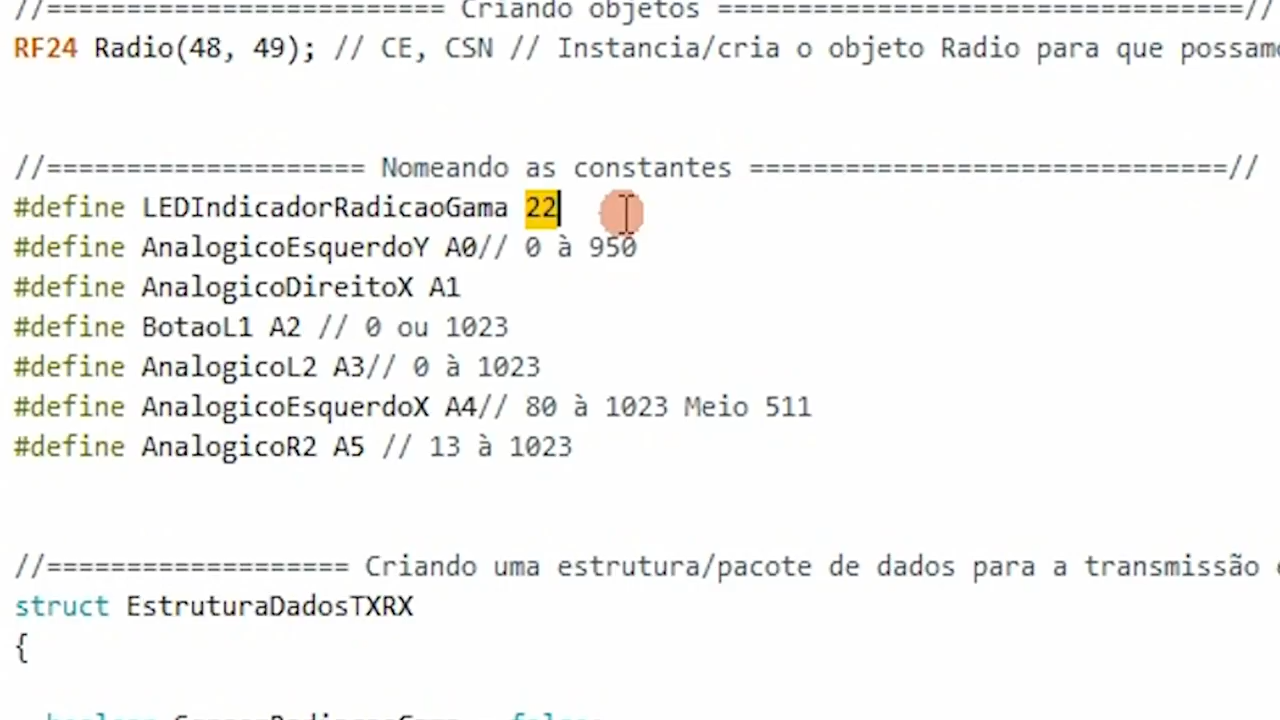 //========================= Criando objetos =================================//
RF24 Radio(48, 49); // CE, CSN // Instancia/cria o objeto Radio para que
//==================== Nomeando as constantes ==============================//
#define LEDIndicadorRadicaoGama 22
#define AnalogicoEsquerdoY A0// 0 à 950
#define AnalogicoDireitoX A1
#define BotaoL1 A2 // 0 ou 1023
#define AnalogicoL2 A3// 0 à 1023
#define AnalogicoEsquerdoX A4// 80 à 1023 Meio 511
#define AnalogicoR2 A5 // 13 à 1023
//=================== Criando uma estrutura/pacote de dados para a transmissão
struct EstruturaDadosTXRX
{